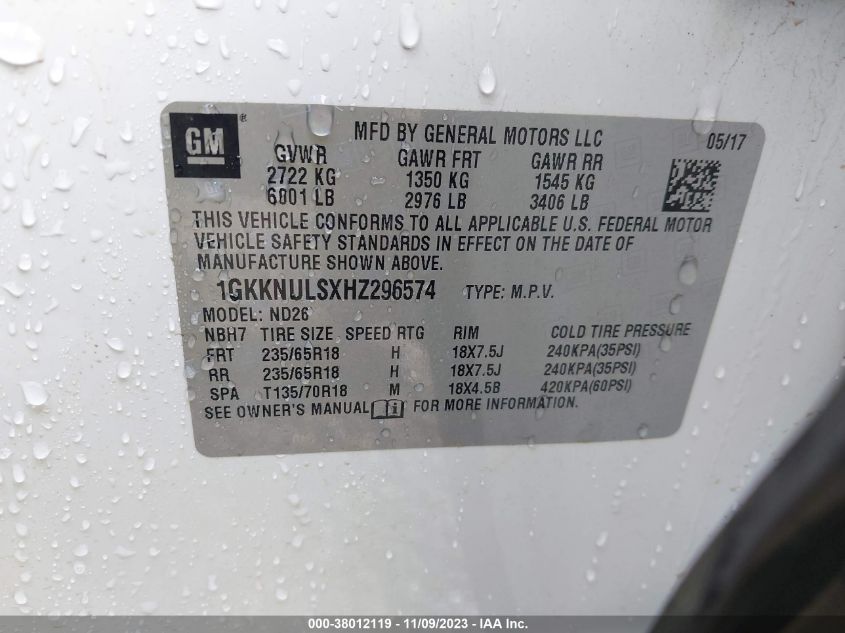 GM ® MFD BY GENERAL MOTORS LLC 05/17
GVWR GAWR FRT GAWR RR
2722 KG 1350 KG 1545 KG
6001 LB 2976 LB 3406 LB
THIS VEHICLE CONFORMS TO ALL APPLICABLE U.S. FEDERAL MOTOR
VEHICLE SAFETY STANDARDS IN EFFECT ON THE DATE OF
MANUFACTURE SHOWN ABOVE.
1GKKNULSXHZ296574 TYPE: M.P.V.
MODEL: ND26
NBH7 TIRE SIZE SPEED RTG RIM COLD TIRE PRESSURE
FRT 235/65R18 H 18X7.5J 240KPA(35PSI)
RR 235/65R18 H 18X7.5J 240KPA(35PSI)
SPA T135/70R18 M 18X4.5B 420KPA(60PSI)
SEE OWNER'S MANUAL i FOR MORE INFORMATION.
000-38012119 - 11/09/2023 - IAA Inc.